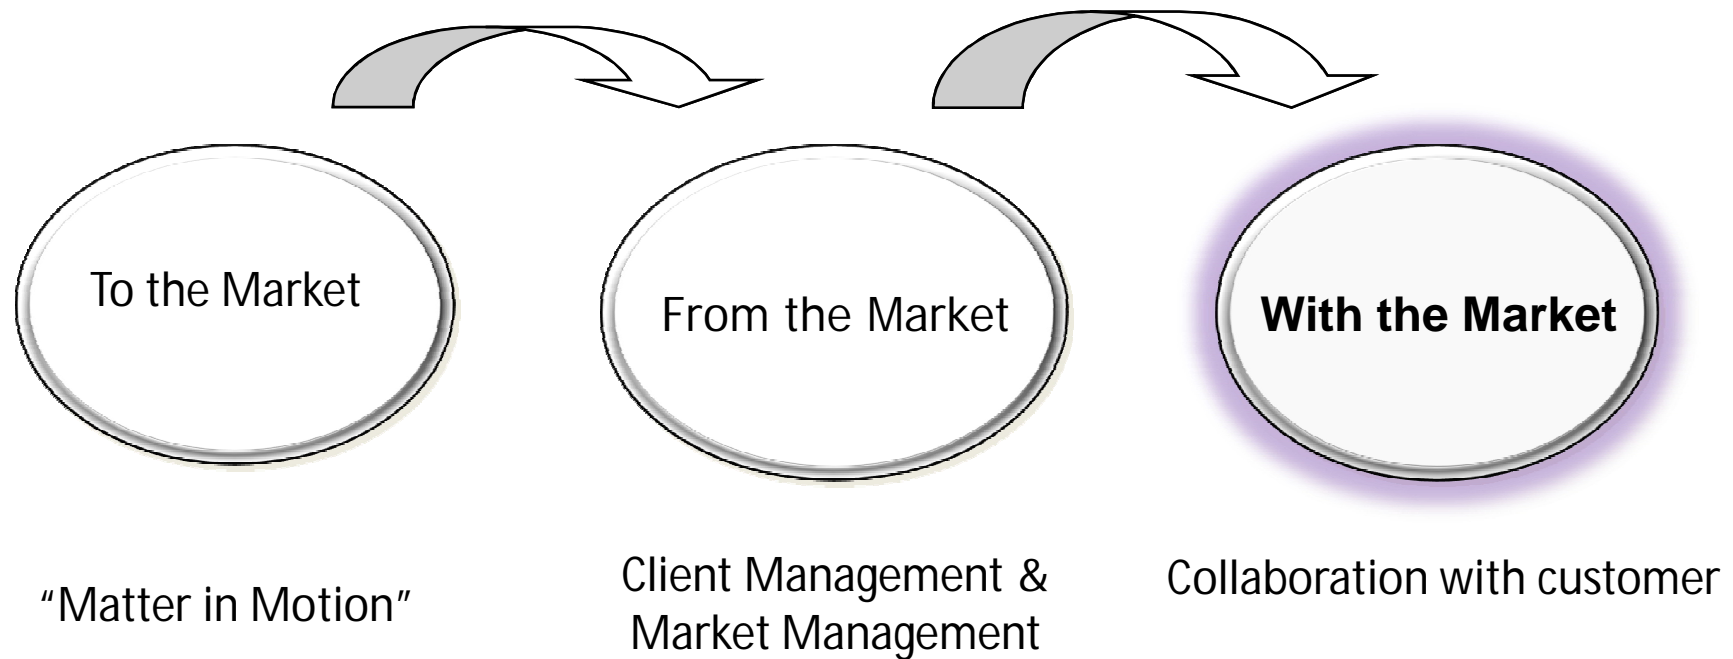 To the Market
From the Market
With the Market
“Matter in Motion”
Client Management &
Market Management
Collaboration with customer